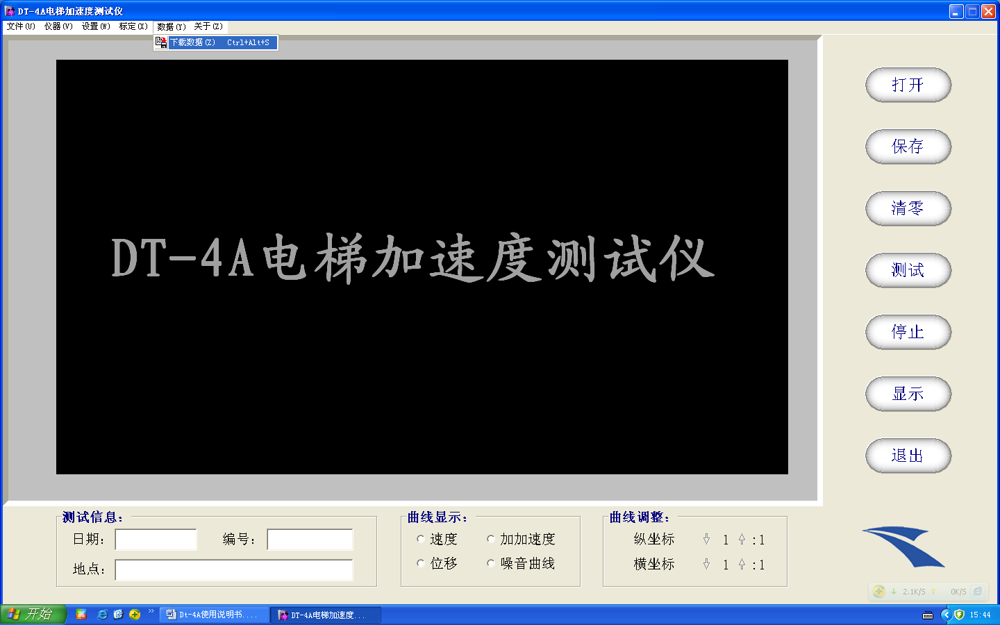 DT-4A电梯加速度测试仪
文件(U) 仪器(V) 设置(W) 标定(X) 数据(Y) 关于(Z)
下载数据(Z) Ctrl+Alt+S
DT-4A电梯加速度测试仪
打开
保存
清零
测试
停止
显示
退出
测试信息：
日期： 编号：
地点：
曲线显示：
速度 加加速度
位移 噪音曲线
曲线调整：
纵坐标 1 :1
横坐标 1 :1
2.1K/S 0K/S
开始 Dt-4A使用说明书.... DT-4A电梯加速度... 15:44